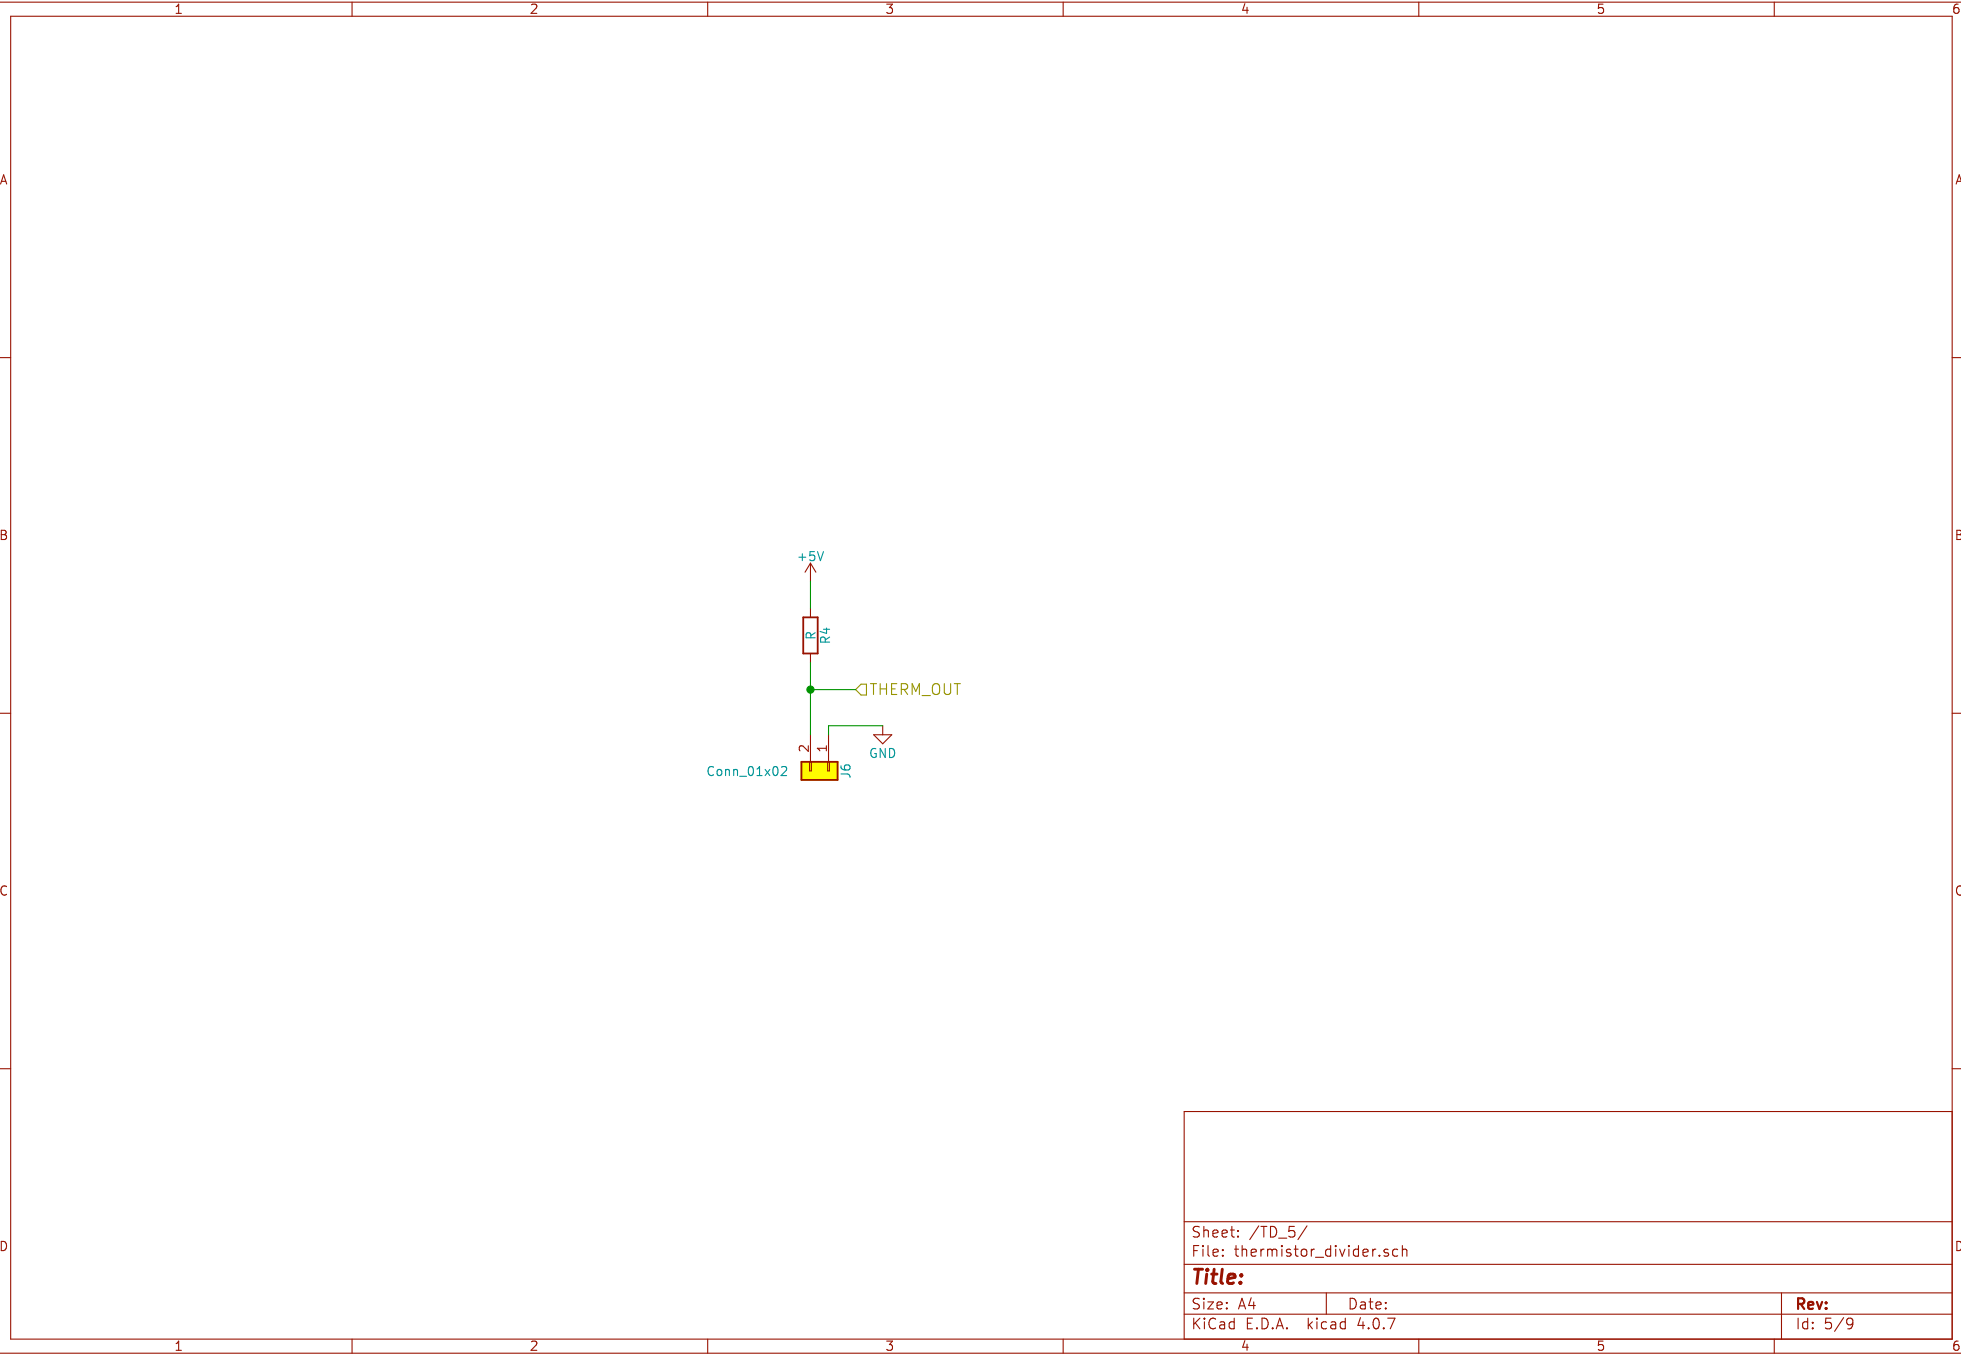 1 2 3 4 5 6
A A
B B
+5V
R R4
THERM_OUT
2 1 GND
Conn_01x02 J6
C C
Sheet: /TD_5/
File: thermistor_divider.sch
D D
Title:
Size: A4 Date: Rev:
KiCad E.D.A. kicad 4.0.7 Id: 5/9
1 2 3 4 5 6